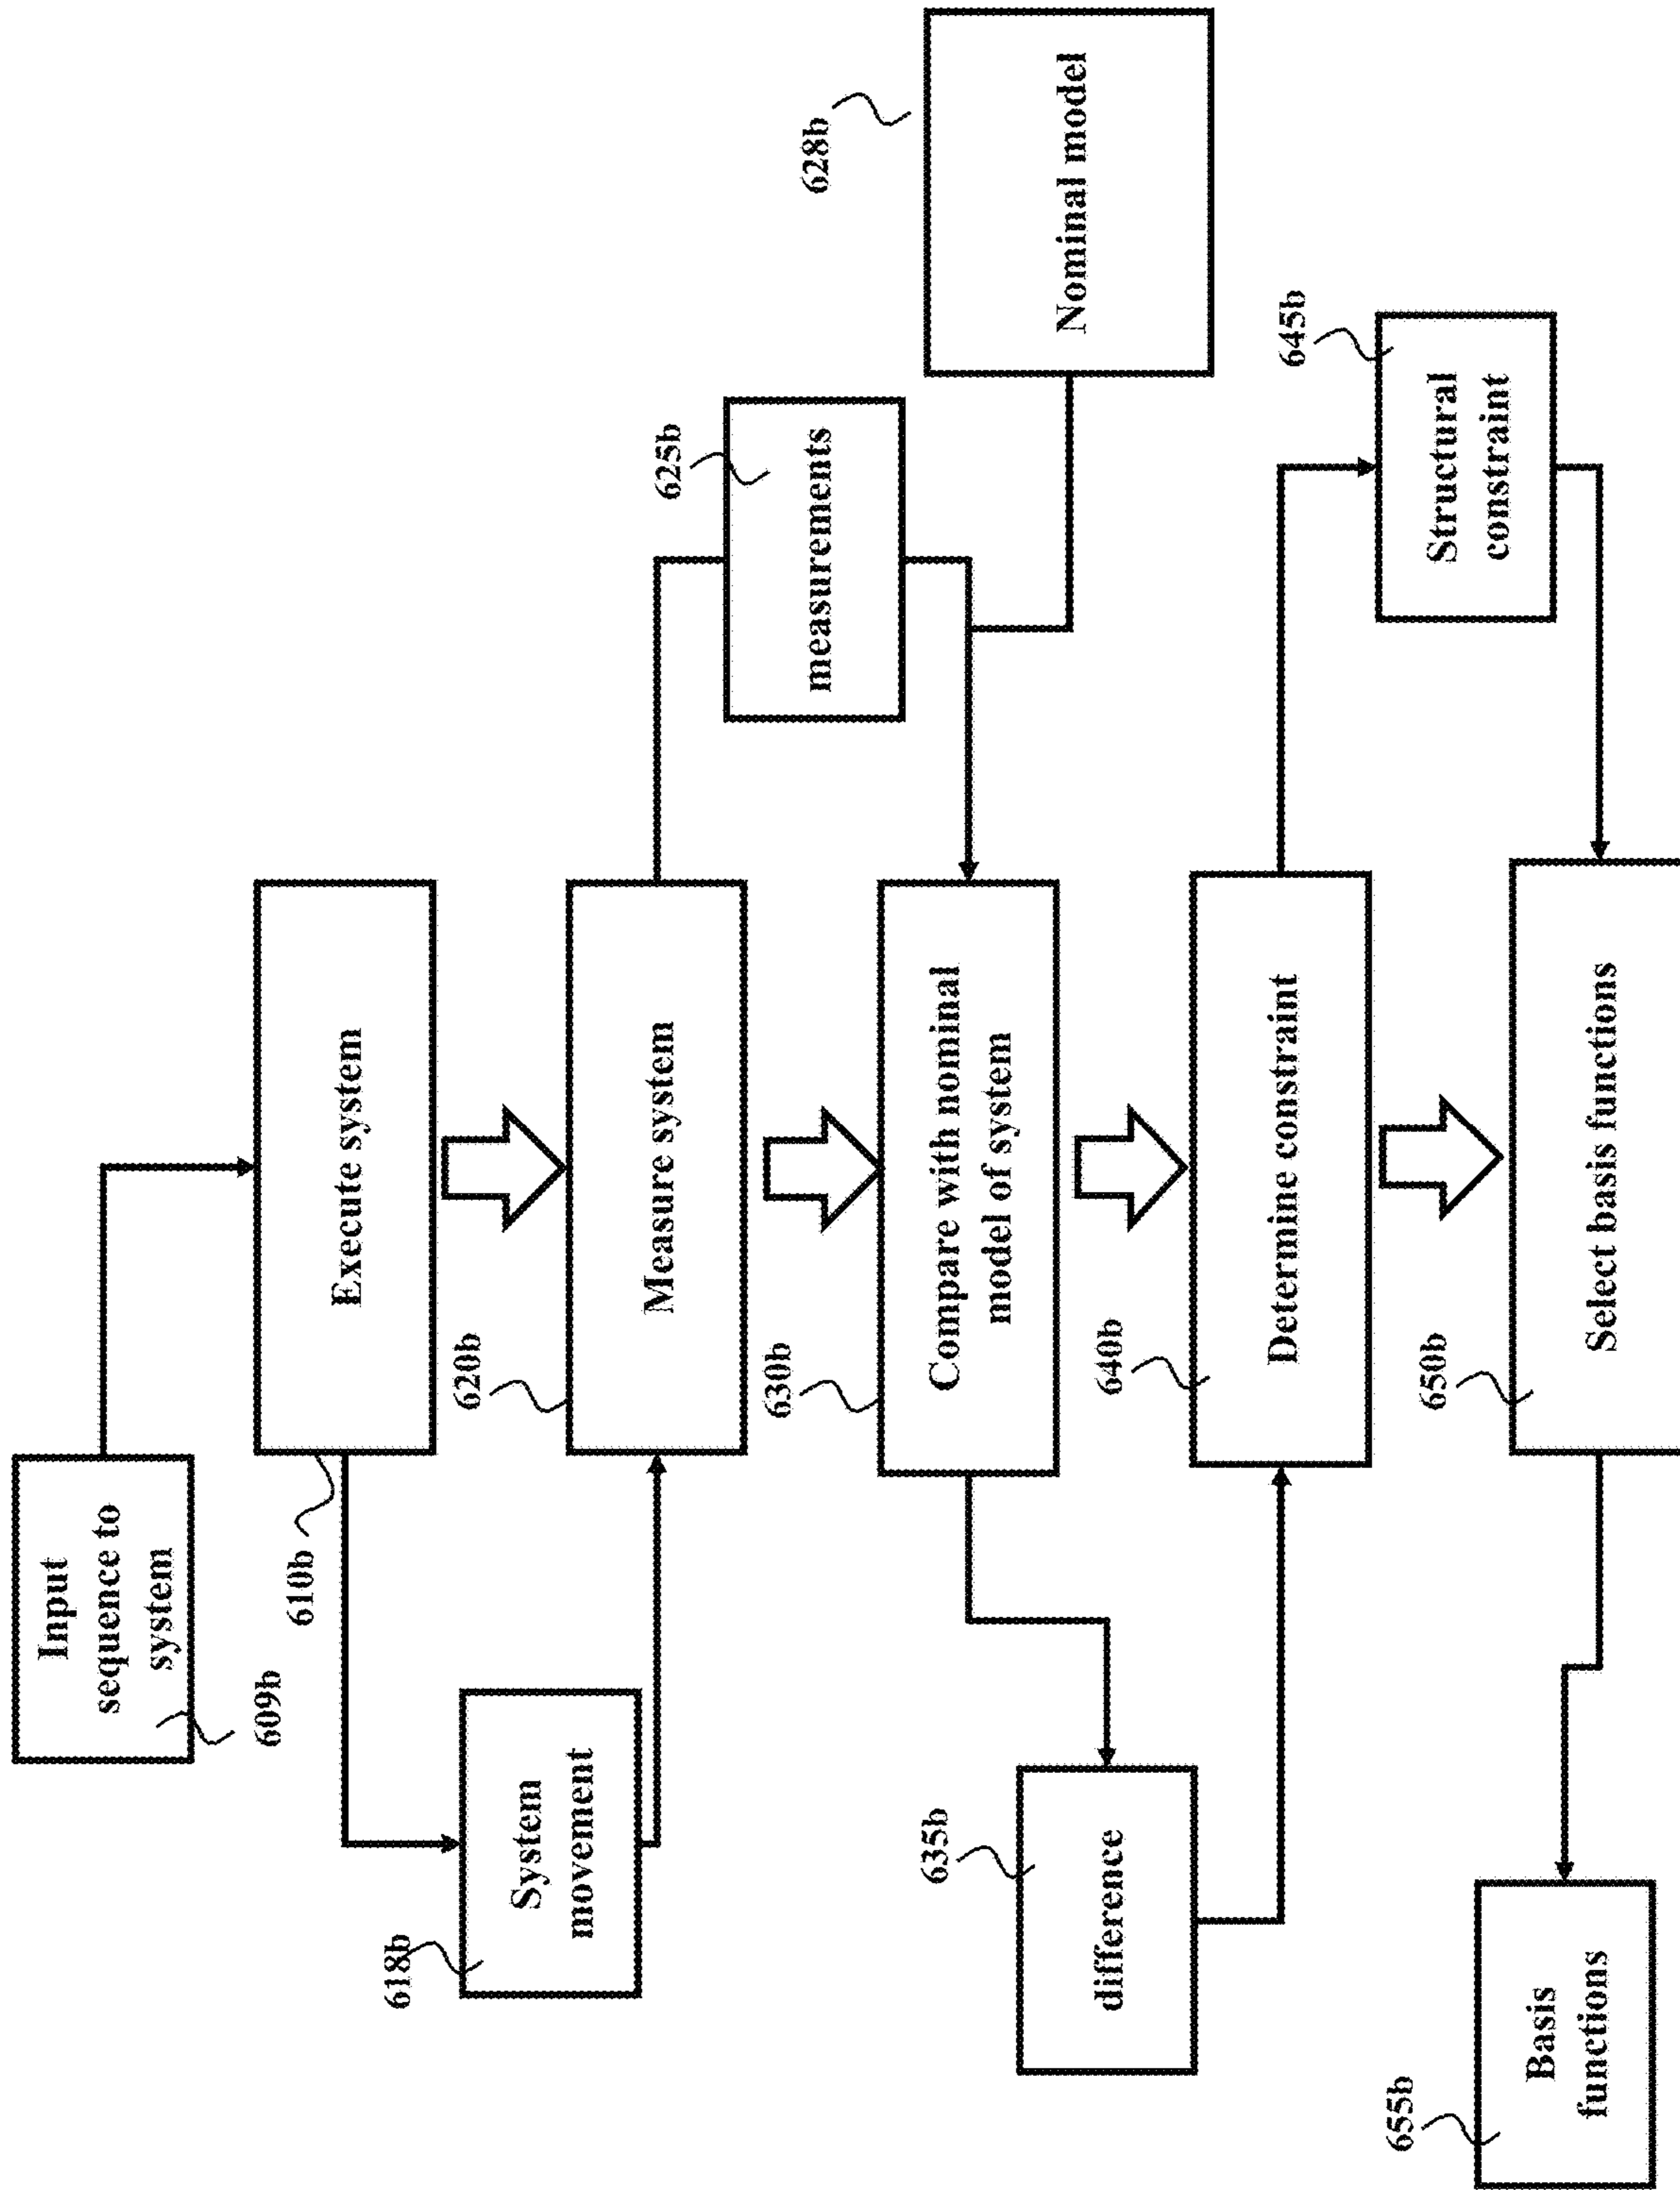 Input
sequence to
system
609b
Execute system
610b
System
movement
618b
Measure system
620b
measurements
625b
Nominal model
628b
Compare with nominal
model of system
630b
difference
635b
Determine constraint
640b
Structural
constraint
645b
Select basis functions
650b
Basis
functions
655b